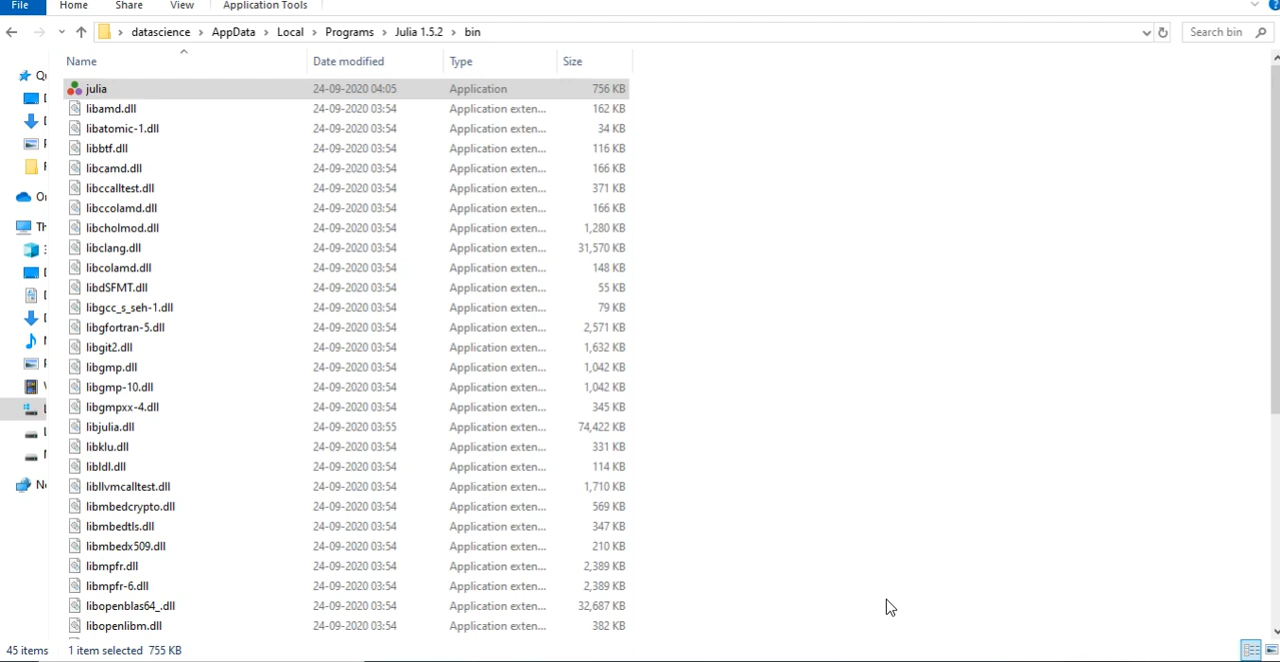 File Home Share View Application Tools
datascience > AppData > Local > Programs > Julia 1.5.2 > bin Search bin
Name Date modified Type Size
julia 24-09-2020 04:05 Application 756 KB
libamd.dll 24-09-2020 03:54 Application exten... 162 KB
libatomic-1.dll 24-09-2020 03:54 Application exten... 34 KB
libbtf.dll 24-09-2020 03:54 Application exten... 116 KB
libcamd.dll 24-09-2020 03:54 Application exten... 166 KB
libccalltest.dll 24-09-2020 03:54 Application exten... 371 KB
libccolamd.dll 24-09-2020 03:54 Application exten... 166 KB
libcholmod.dll 24-09-2020 03:54 Application exten... 1,280 KB
libclang.dll 24-09-2020 03:54 Application exten... 31,570 KB
libcolamd.dll 24-09-2020 03:54 Application exten... 148 KB
libdSFMT.dll 24-09-2020 03:54 Application exten... 55 KB
libgcc_s_seh-1.dll 24-09-2020 03:54 Application exten... 79 KB
libgfortran-5.dll 24-09-2020 03:54 Application exten... 2,571 KB
libgit2.dll 24-09-2020 03:54 Application exten... 1,632 KB
libgmp.dll 24-09-2020 03:54 Application exten... 1,042 KB
libgmp-10.dll 24-09-2020 03:54 Application exten... 1,042 KB
libgmpxx-4.dll 24-09-2020 03:54 Application exten... 345 KB
libjulia.dll 24-09-2020 03:55 Application exten... 74,422 KB
libklu.dll 24-09-2020 03:54 Application exten... 331 KB
libldl.dll 24-09-2020 03:54 Application exten... 114 KB
libllvmcalltest.dll 24-09-2020 03:54 Application exten... 1,710 KB
libmbedcrypto.dll 24-09-2020 03:54 Application exten... 569 KB
libmbedtls.dll 24-09-2020 03:54 Application exten... 347 KB
libmbedx509.dll 24-09-2020 03:54 Application exten... 210 KB
libmpfr.dll 24-09-2020 03:54 Application exten... 2,389 KB
libmpfr-6.dll 24-09-2020 03:54 Application exten... 2,389 KB
libopenblas64_.dll 24-09-2020 03:54 Application exten... 32,687 KB
libopenlibm.dll 24-09-2020 03:54 Application exten... 382 KB
45 items 1 item selected 755 KB